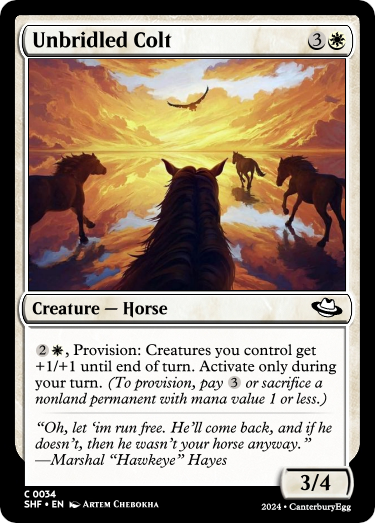 Unbridled Colt 3
Creature — Horse
2, Provision: Creatures you control get
+1/+1 until end of turn. Activate only during
your turn. (To provision, pay 3 or sacrifice a
nonland permanent with mana value 1 or less.)
“Oh, let ‘im run free. He’ll come back, and if he
doesn’t, then he wasn’t your horse anyway.”
—Marshal “Hawkeye” Hayes
3/4
C 0034
SHF • EN Artem Chebokha
2024 • CanterburyEgg